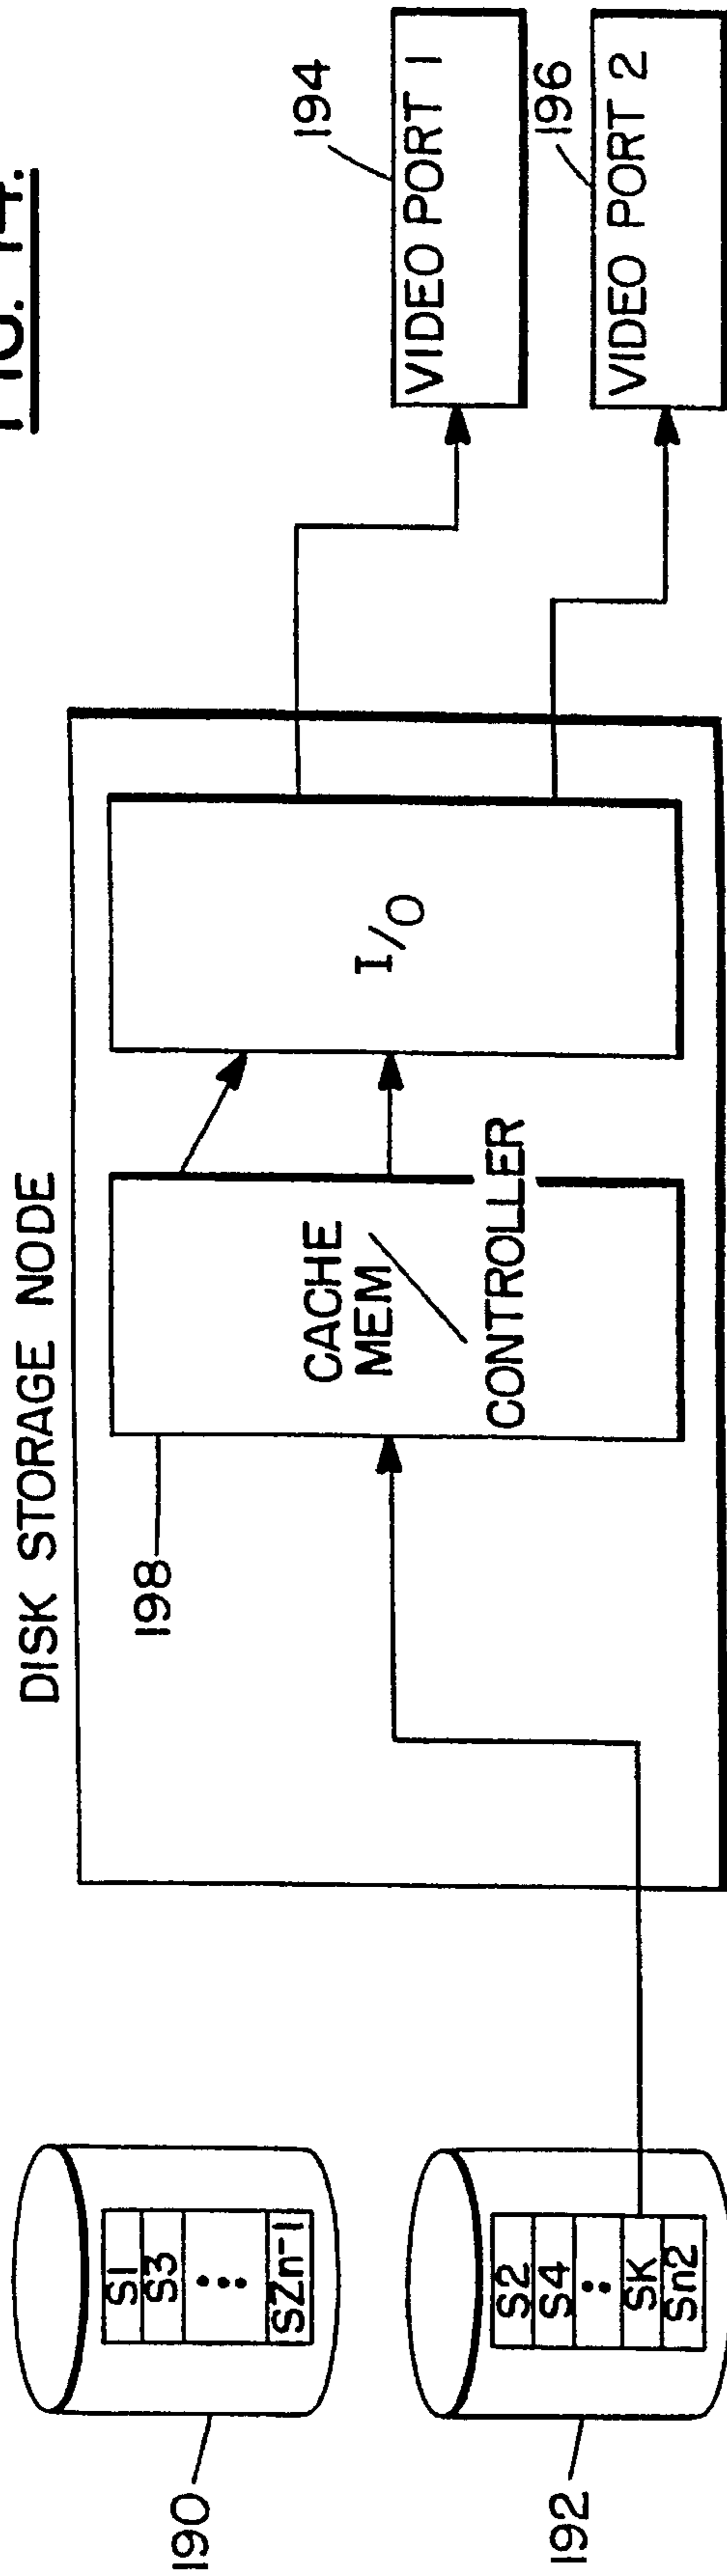 FIG. 14.
DISK STORAGE NODE
190
S1
S3
SZn-1
192
S2
S4
SK
Sn2
198
CACHE
MEM
CONTROLLER
I/O
194
VIDEO PORT 1
196
VIDEO PORT 2